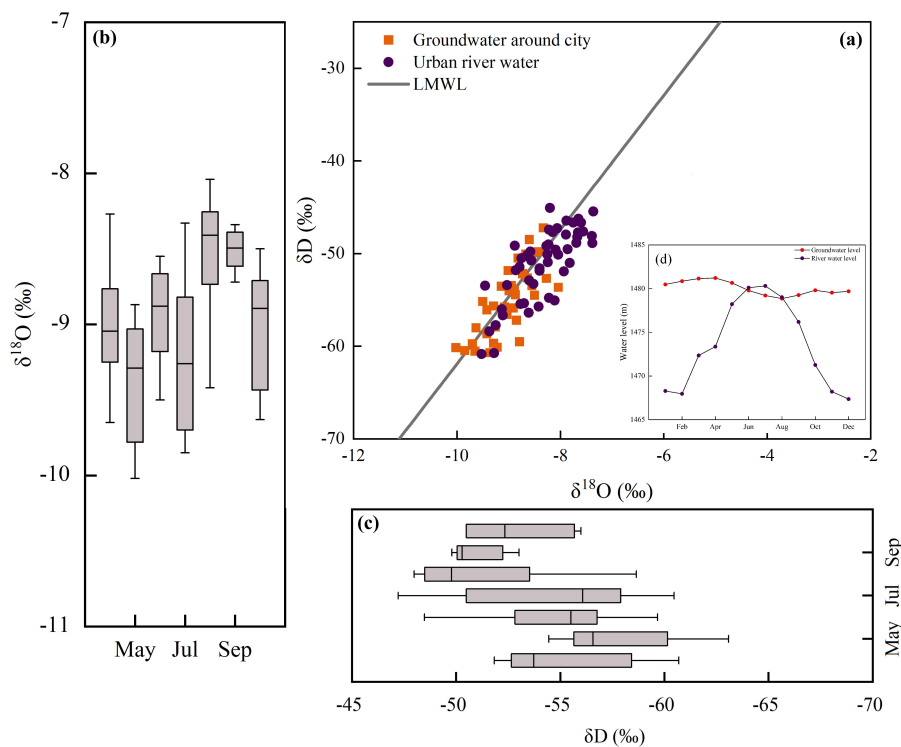 (b)
-7
-8
-9
-10
-11
δ¹⁸O (‰)
May Jul Sep
(a)
Groundwater around city
Urban river water
LMWL
-30
-40
-50
-60
-70
δD (‰)
-12 -10 -8 -6 -4 -2
δ¹⁸O (‰)
(d)
Groundwater level
River water level
1485
1480
1475
1470
1465
Water level (m)
Feb Apr Jun Aug Oct Dec
(c)
Sep
Jul
May
-45 -50 -55 -60 -65 -70
δD (‰)